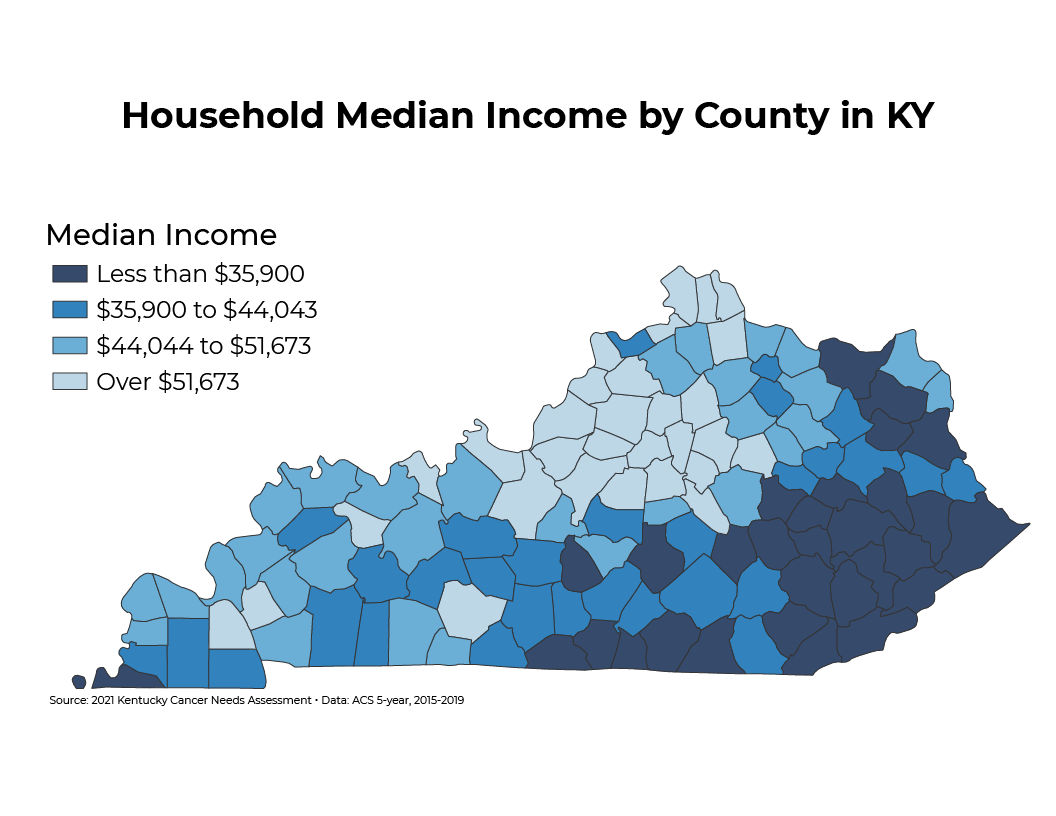 Household Median Income by County in KY
Median Income
Less than $35,900
$35,900 to $44,043
$44,044 to $51,673
Over $51,673
Source: 2021 Kentucky Cancer Needs Assessment • Data: ACS 5-year, 2015-2019